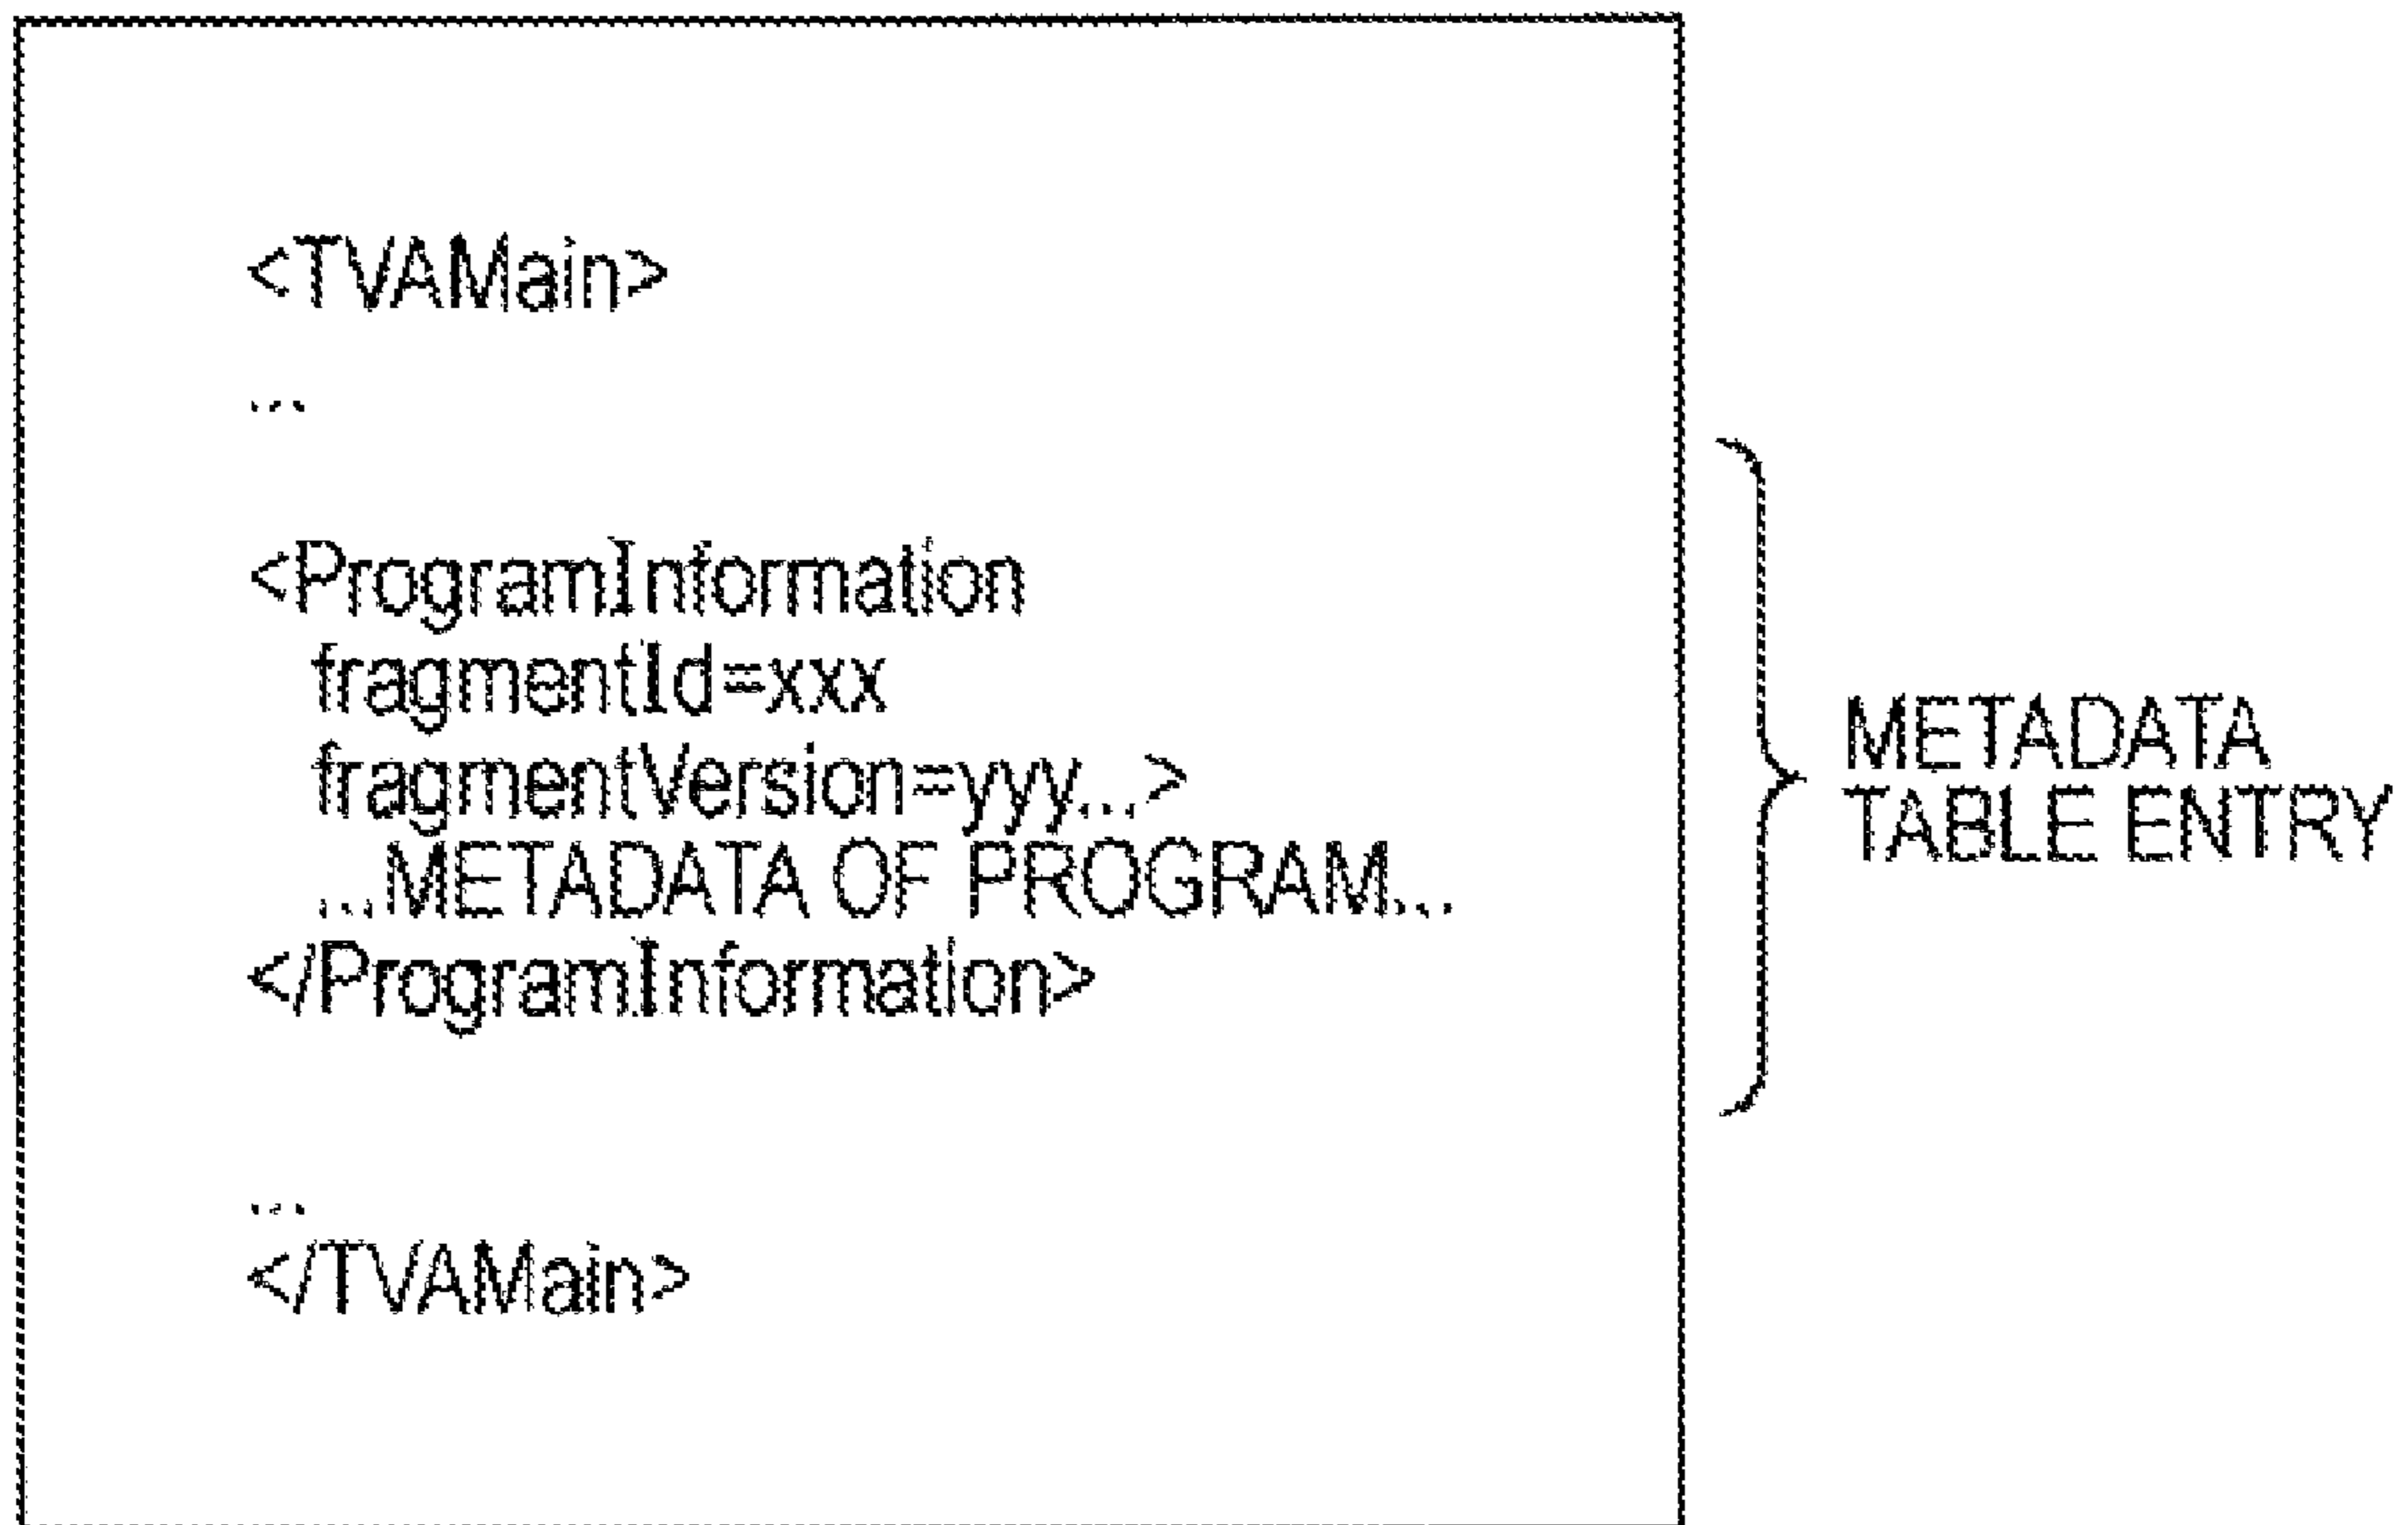 <TVAMain>
...
<ProgramInformation
fragmentId=xxx
fragmentVersion=yyy...>
...METADATA OF PROGRAM...
</ProgramInformation>
...
</TVAMain>
METADATA
TABLE ENTRY